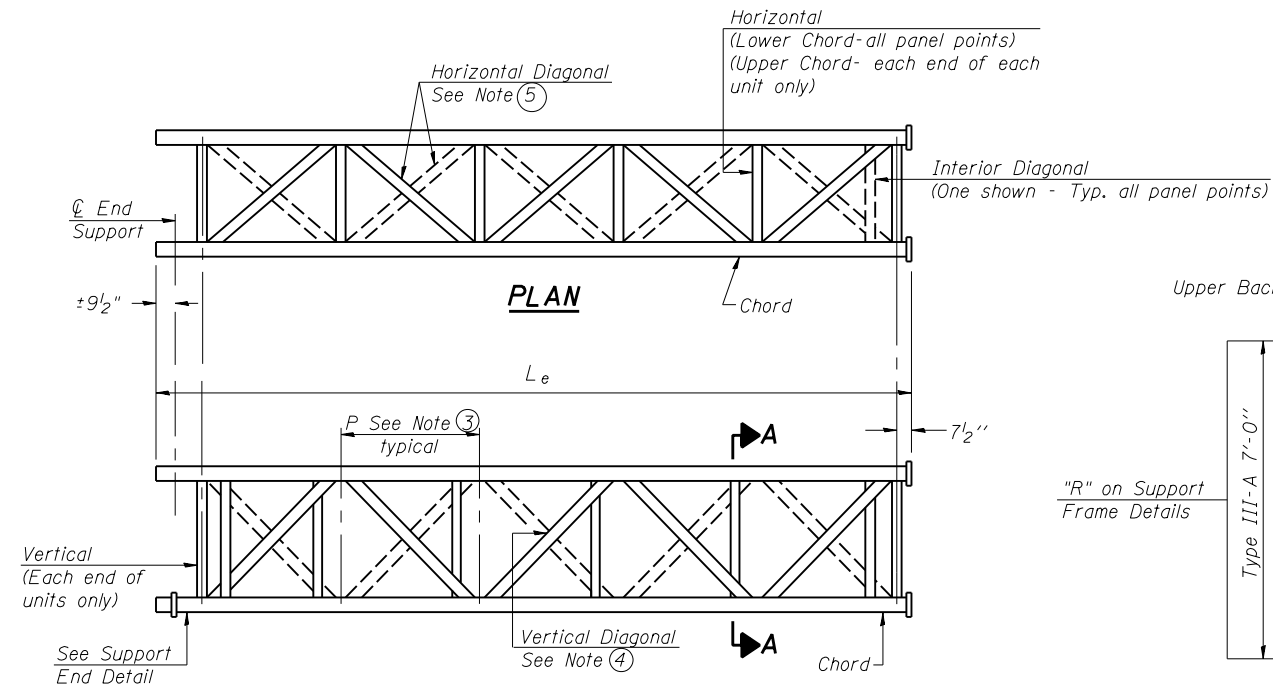 Horizontal
(Lower Chord-all panel points)
(Upper Chord- each end of each
unit only)
Horizontal Diagonal
See Note 5
Interior Diagonal
(One shown - Typ. all panel points)
℄ End
Support
±9½"
PLAN
Chord
Upper Bac
Le
P See Note 3
typical
A
7½"
"R" on Support
Frame Details
Type III-A 7'-0"
Vertical
(Each end of
units only)
See Support
End Detail
Vertical Diagonal
See Note 4
A
Chord